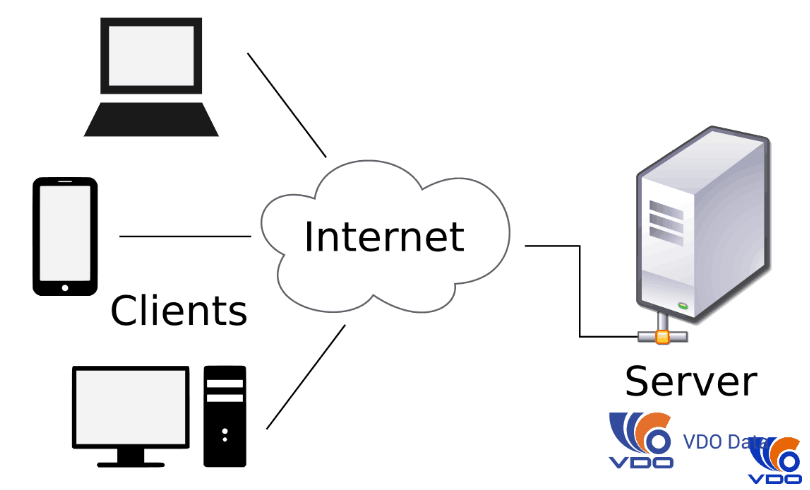 Internet
Clients
Server
VDO Data
VDO
VDO